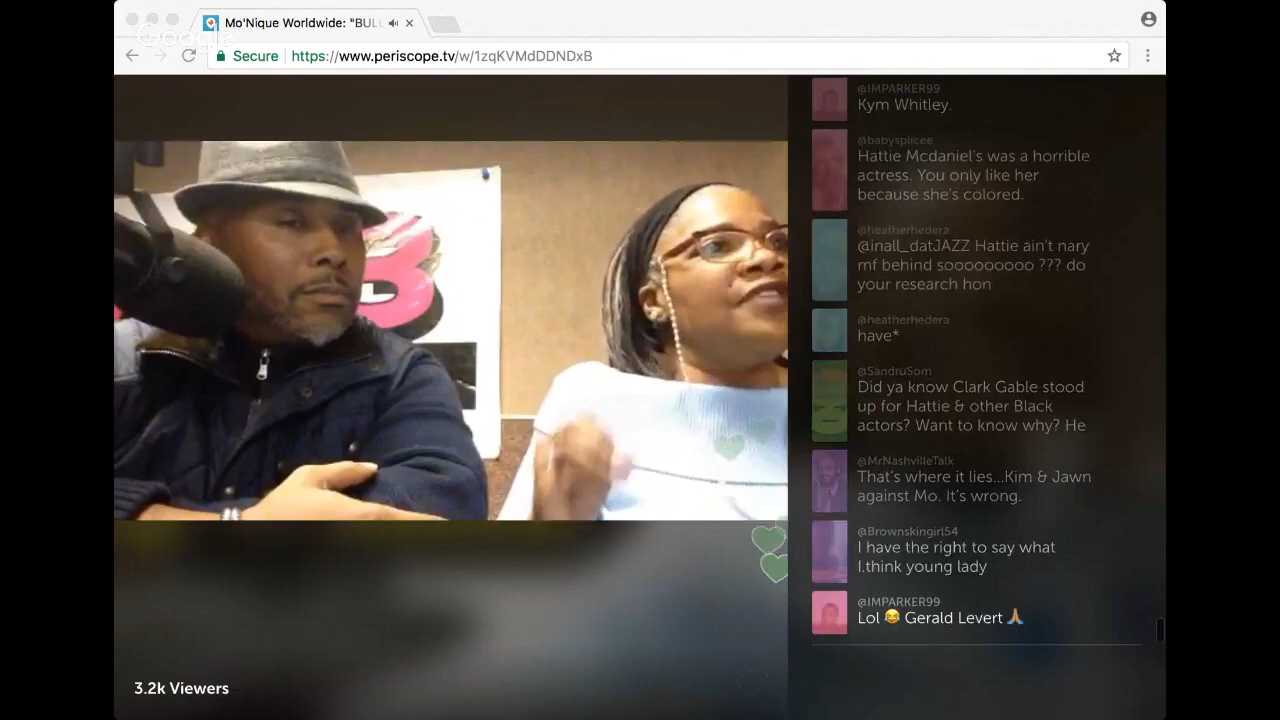 Mo'Nique Worldwide: "BUL
Google
Secure
https://www.periscope.tv/w/1zqKVMdDDNDxB
@IMPARKER99
Kym Whitley.
@babyspiicee
Hattie Mcdaniel's was a horrible
actress. You only like her
because she's colored.
@heatherhedera
@inall_datJAZZ Hattie ain't nary
mf behind sooooooooo ??? do
your research hon
@heatherhedera
have*
@SandruSom
Did ya know Clark Gable stood
up for Hattie & other Black
actors? Want to know why? He
@MrNashvilleTalk
That's where it lies...Kim & Jawn
against Mo. It's wrong.
@Brownskingirl54
I have the right to say what
I.think young lady
@IMPARKER99
Lol 😂 Gerald Levert 🙏🏽
3.2k Viewers